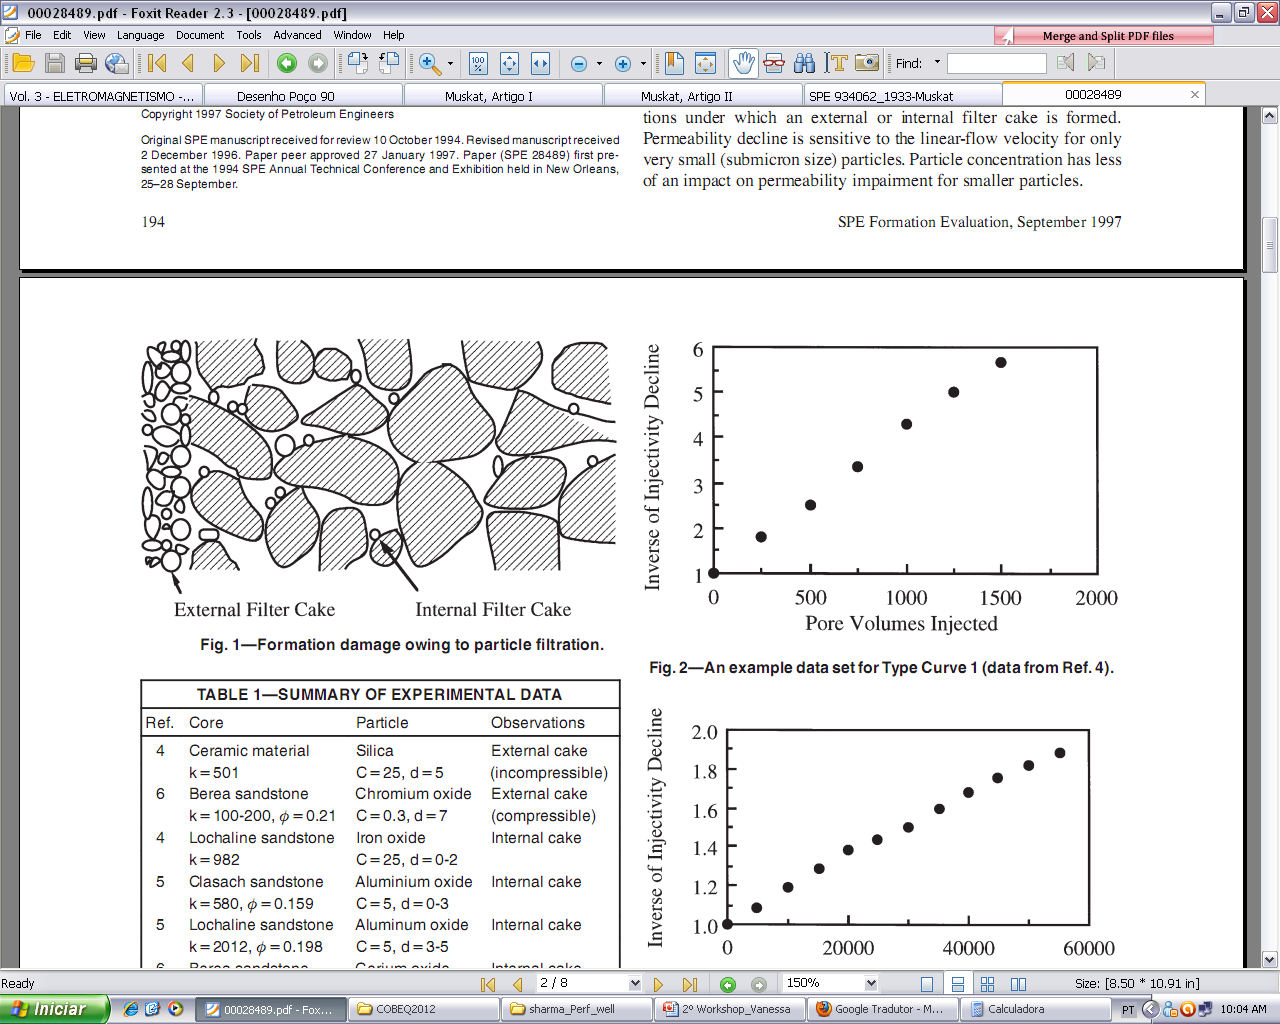 00028489.pdf - Foxit Reader 2.3 - [00028489.pdf]
File Edit View Language Document Tools Advanced Window Help
Merge and Split PDF files
Find:
Vol. 3 - ELETROMAGNETISMO -...
Desenho Poço 90
Muskat, Artigo I
Muskat, Artigo II
SPE 934062_1933-Muskat
00028489
Copyright 1997 Society of Petroleum Engineers
Original SPE manuscript received for review 10 October 1994. Revised manuscript received
2 December 1996. Paper peer approved 27 January 1997. Paper (SPE 28489) first pre-
sented at the 1994 SPE Annual Technical Conference and Exhibition held in New Orleans,
25–28 September.
194
tions under which an external or internal filter cake is formed.
Permeability decline is sensitive to the linear-flow velocity for only
very small (submicron size) particles. Particle concentration has less
of an impact on permeability impairment for smaller particles.
SPE Formation Evaluation, September 1997
External Filter Cake
Internal Filter Cake
Fig. 1—Formation damage owing to particle filtration.
TABLE 1—SUMMARY OF EXPERIMENTAL DATA
Ref. Core Particle Observations
4 Ceramic material Silica External cake
k=501 C=25, d=5 (incompressible)
6 Berea sandstone Chromium oxide External cake
k=100-200, ϕ=0.21 C=0.3, d=7 (compressible)
4 Lochaline sandstone Iron oxide Internal cake
k=982 C=25, d=0-2
5 Clasach sandstone Aluminium oxide Internal cake
k=580, ϕ=0.159 C=5, d=0-3
5 Lochaline sandstone Aluminum oxide Internal cake
k=2012, ϕ=0.198 C=5, d=3-5
6 Berea sandstone Cerium oxide Internal cake
Inverse of Injectivity Decline
6
5
4
3
2
1
0 500 1000 1500 2000
Pore Volumes Injected
Fig. 2—An example data set for Type Curve 1 (data from Ref. 4).
Inverse of Injectivity Decline
2.0
1.8
1.6
1.4
1.2
1.0
0 20000 40000 60000
Ready
2 / 8
150%
Size: [8.50 * 10.91 in]
Iniciar
00028489.pdf - Fox...
COBEQ2012
sharma_Perf_well
2º Workshop_Vanessa
Google Tradutor - M...
Calculadora
PT
10:04 AM